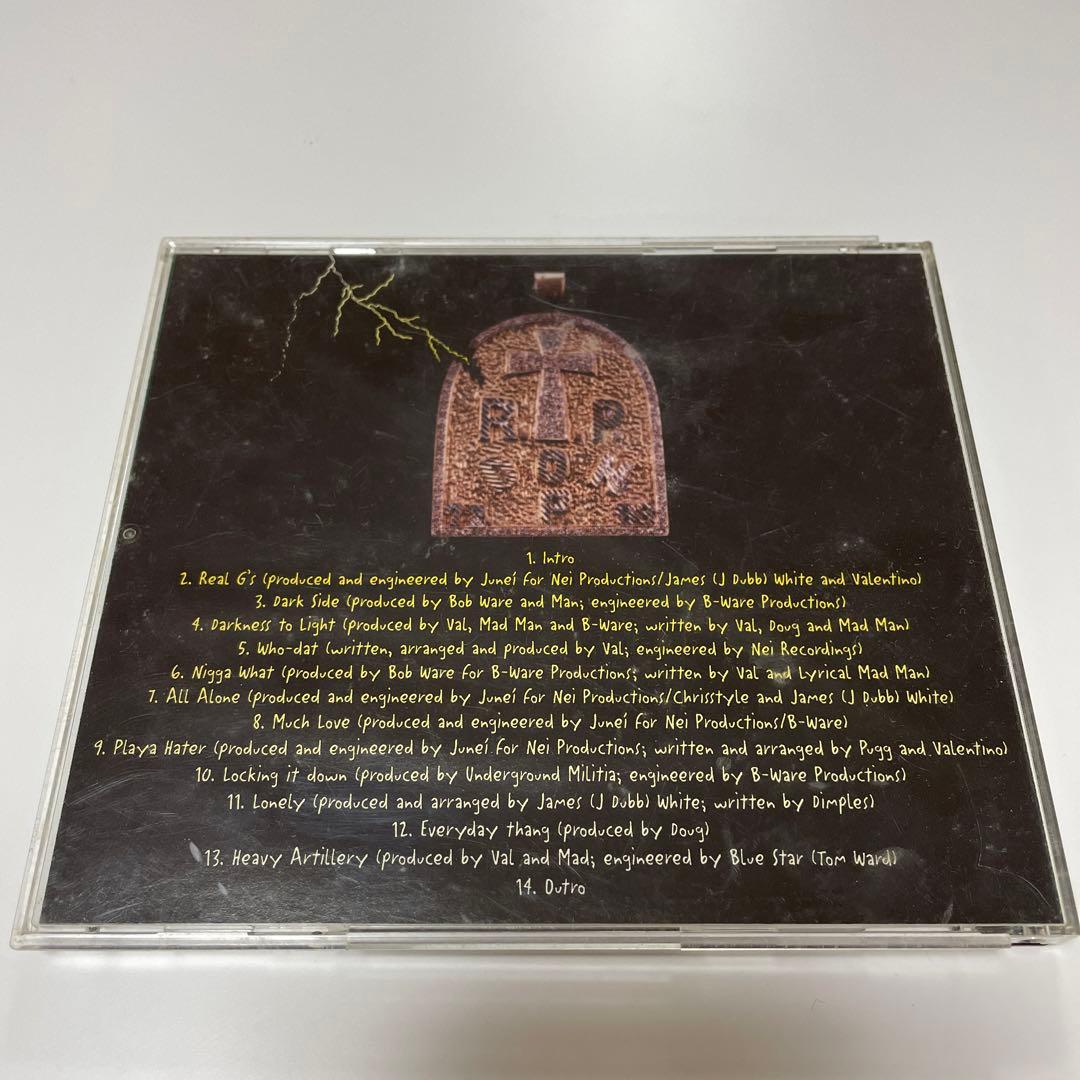 R.I.P.
SON
1. Intro
2. Real G's (produced and engineered by Juneí for Nei Productions/James (J Dubb) White and Valentino)
3. Dark Side (produced by Bob Ware and Man; engineered by B-Ware Productions)
4. Darkness to Light (produced by Val, Mad Man and B-Ware; written by Val, Doug and Mad Man)
5. Who-dat (written, arranged and produced by Val; engineered by Nei Recordings)
6. Nigga What (produced by Bob Ware for B-Ware Productions; written by Val and Lyrical Mad Man)
7. All Alone (produced and engineered by Juneí for Nei Productions/Chrisstyle and James (J Dubb) White)
8. Much Love (produced and engineered by Juneí for Nei Productions/B-Ware)
9. Playa Hater (produced and engineered by Juneí for Nei Productions; written and arranged by Pugg and Valentino)
10. Locking it down (produced by Underground Militia; engineered by B-Ware Productions)
11. Lonely (produced and arranged by James (J Dubb) White; written by Dimples)
12. Everyday thang (produced by Doug)
13. Heavy Artillery (produced by Val and Mad; engineered by Blue Star (Tom Ward)
14. Outro